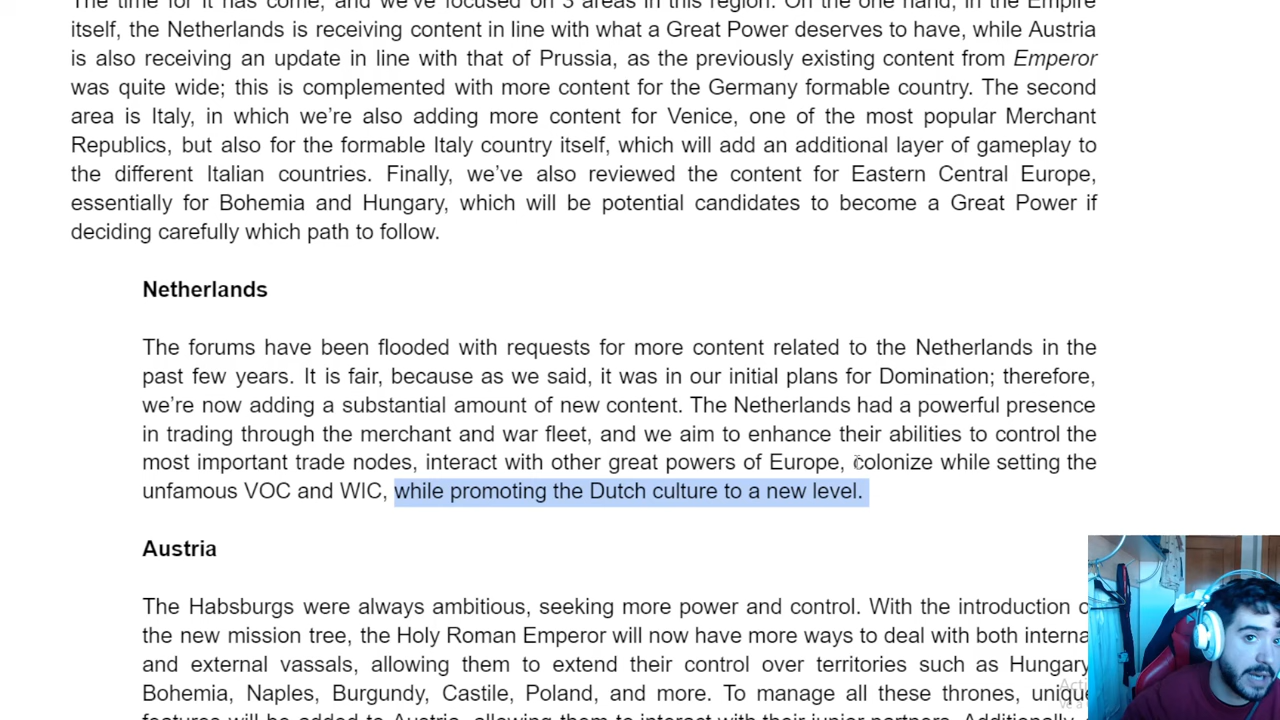 The time for it has come, and we've focused on 3 areas in this region. On the one hand, in the Empire
itself, the Netherlands is receiving content in line with what a Great Power deserves to have, while Austria
is also receiving an update in line with that of Prussia, as the previously existing content from Emperor
was quite wide; this is complemented with more content for the Germany formable country. The second
area is Italy, in which we're also adding more content for Venice, one of the most popular Merchant
Republics, but also for the formable Italy country itself, which will add an additional layer of gameplay to
the different Italian countries. Finally, we've also reviewed the content for Eastern Central Europe,
essentially for Bohemia and Hungary, which will be potential candidates to become a Great Power if
deciding carefully which path to follow.
Netherlands
The forums have been flooded with requests for more content related to the Netherlands in the
past few years. It is fair, because as we said, it was in our initial plans for Domination; therefore,
we're now adding a substantial amount of new content. The Netherlands had a powerful presence
in trading through the merchant and war fleet, and we aim to enhance their abilities to control the
most important trade nodes, interact with other great powers of Europe, colonize while setting the
unfamous VOC and WIC, while promoting the Dutch culture to a new level.
Austria
The Habsburgs were always ambitious, seeking more power and control. With the introduction o
the new mission tree, the Holy Roman Emperor will now have more ways to deal with both interna
and external vassals, allowing them to extend their control over territories such as Hungary
Bohemia, Naples, Burgundy, Castile, Poland, and more. To manage all these thrones, unique
features will be added to Austria, allowing them to interact with their junior partners. Additionally,